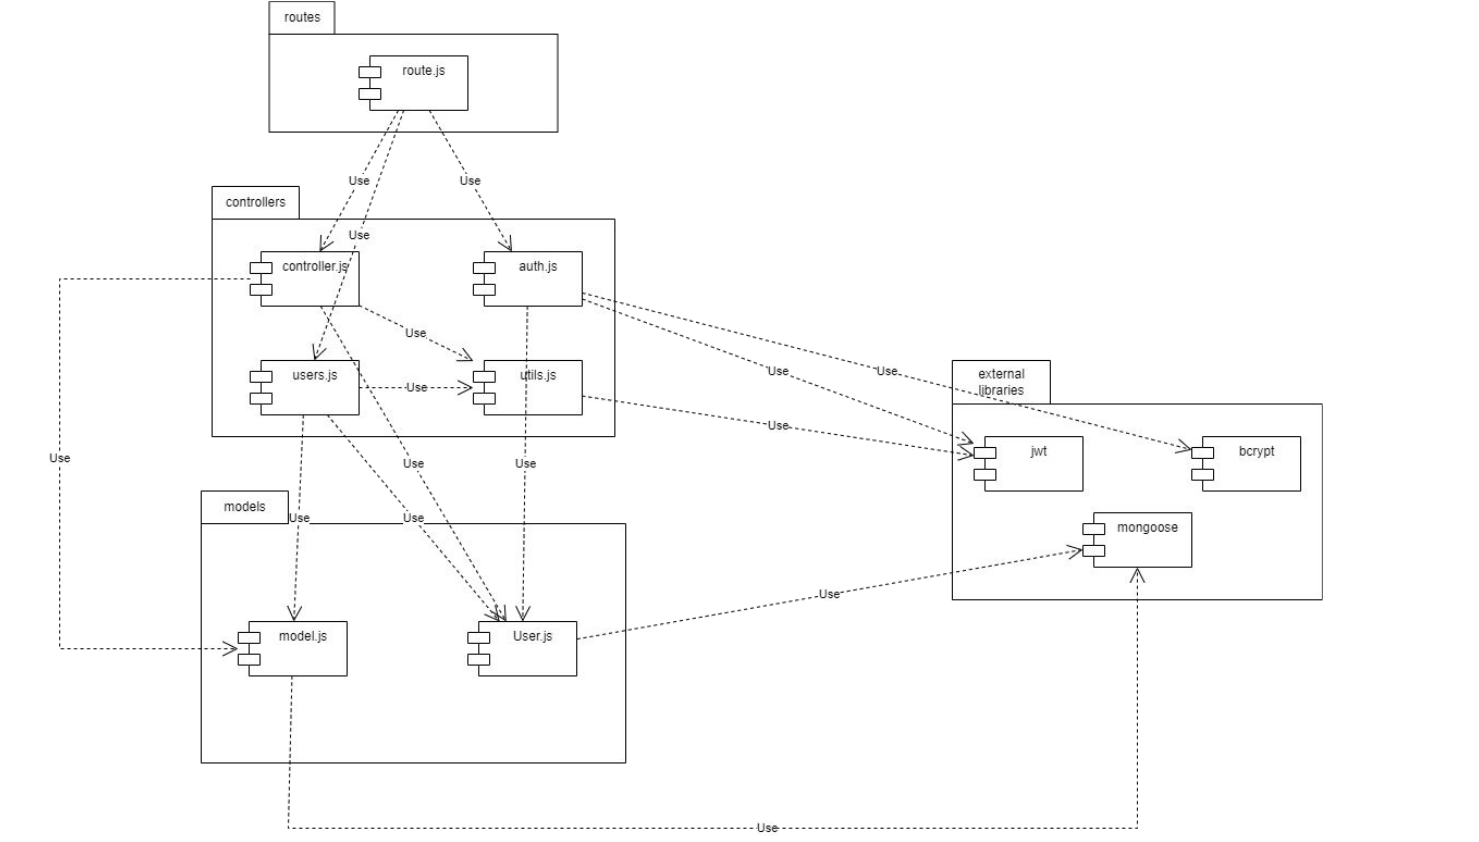 routes
route.js
Use
Use
controllers
Use
controller.js
auth.js
Use
users.js
Use
utils.js
Use
Use
external
libraries
Use
jwt
bcrypt
Use
Use
Use
models
Use
Use
mongoose
Use
model.js
User.js
Use